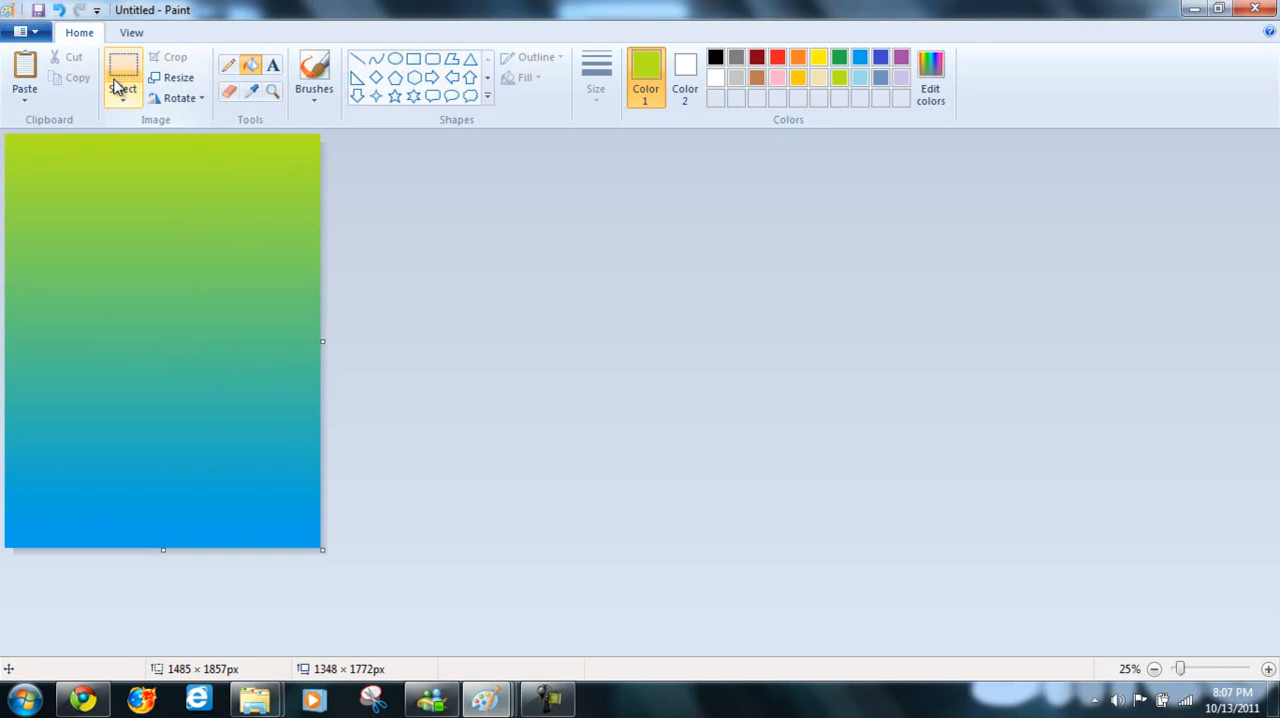 Untitled - Paint
Home
View
Paste
Cut
Copy
Clipboard
Select
Crop
Resize
Rotate
Image
A
Tools
Brushes
Outline
Fill
Shapes
Size
Color 1
Color 2
Edit colors
Colors
1485 × 1857px
1348 × 1772px
25%
8:07 PM
10/13/2011